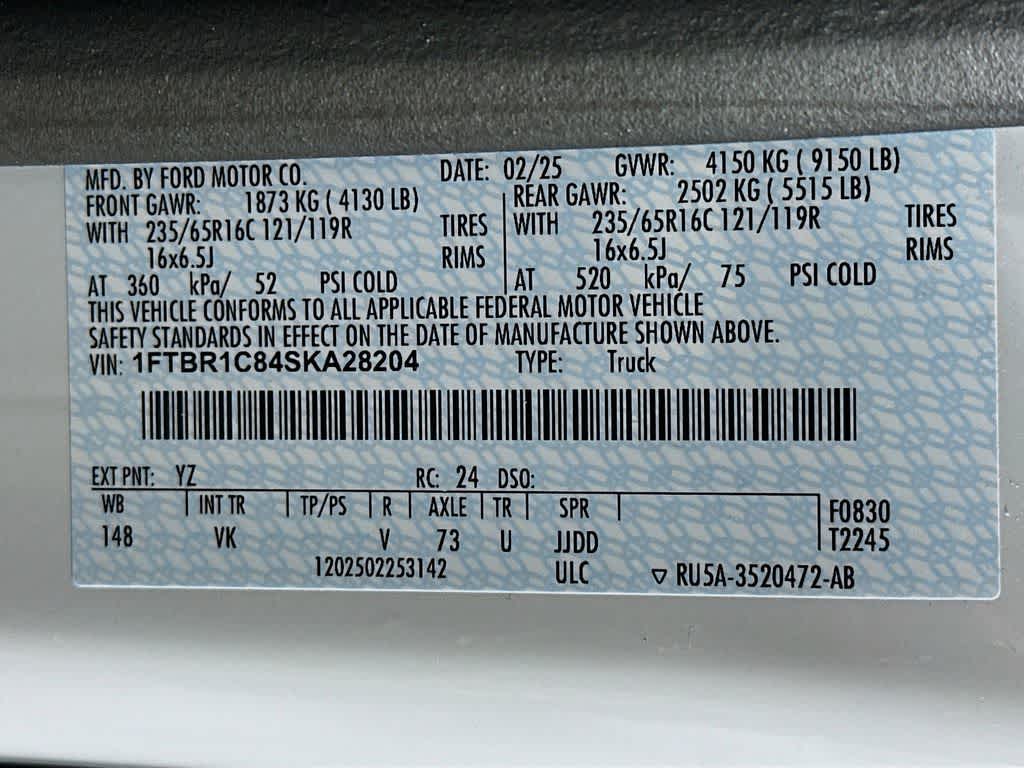 MFD. BY FORD MOTOR CO. DATE: 02/25 GVWR: 4150 KG ( 9150 LB)
FRONT GAWR: 1873 KG ( 4130 LB) REAR GAWR: 2502 KG ( 5515 LB)
WITH 235/65R16C 121/119R TIRES WITH 235/65R16C 121/119R TIRES
16x6.5J RIMS 16x6.5J RIMS
AT 360 kPa/ 52 PSI COLD AT 520 kPa/ 75 PSI COLD
THIS VEHICLE CONFORMS TO ALL APPLICABLE FEDERAL MOTOR VEHICLE
SAFETY STANDARDS IN EFFECT ON THE DATE OF MANUFACTURE SHOWN ABOVE.
VIN: 1FTBR1C84SKA28204 TYPE: Truck
EXT PNT: YZ RC: 24 DSO:
WB INT TR TP/PS R AXLE TR SPR F0830
148 VK V 73 U JJDD T2245
1202502253142 ULC ▽ RU5A-3520472-AB